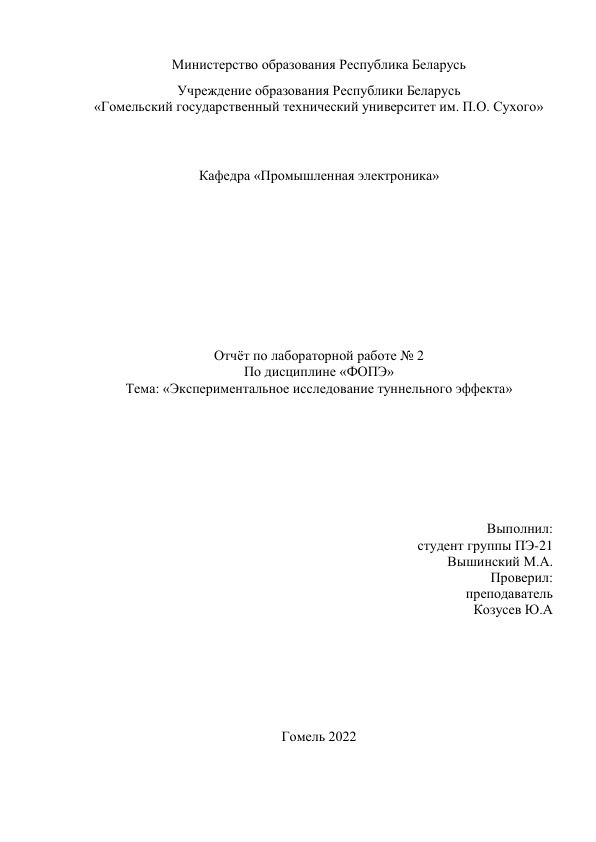 Министерство образования Республика Беларусь
Учреждение образования Республики Беларусь
«Гомельский государственный технический университет им. П.О. Сухого»
Кафедра «Промышленная электроника»
Отчёт по лабораторной работе № 2
По дисциплине «ФОПЭ»
Тема: «Экспериментальное исследование туннельного эффекта»
Выполнил:
студент группы ПЭ-21
Вышинский М.А.
Проверил:
преподаватель
Козусев Ю.А
Гомель 2022